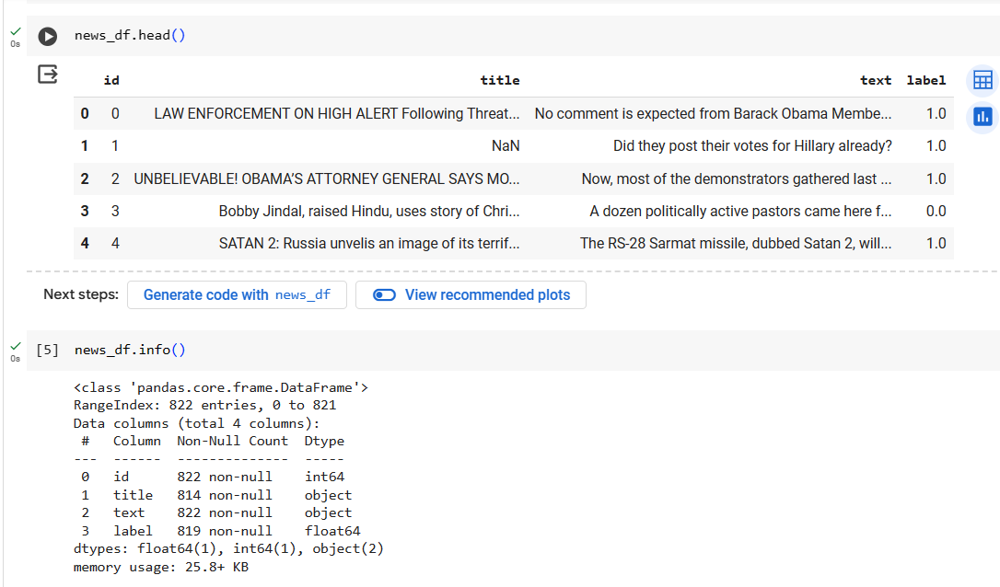 0s news_df.head()
id title text label
0 0 LAW ENFORCEMENT ON HIGH ALERT Following Threat... No comment is expected from Barack Obama Membe... 1.0
1 1 NaN Did they post their votes for Hillary already? 1.0
2 2 UNBELIEVABLE! OBAMA’S ATTORNEY GENERAL SAYS MO... Now, most of the demonstrators gathered last ... 1.0
3 3 Bobby Jindal, raised Hindu, uses story of Chri... A dozen politically active pastors came here f... 0.0
4 4 SATAN 2: Russia unvelis an image of its terrif... The RS-28 Sarmat missile, dubbed Satan 2, will... 1.0
Next steps: Generate code with news_df View recommended plots
0s [5] news_df.info()
<class 'pandas.core.frame.DataFrame'>
RangeIndex: 822 entries, 0 to 821
Data columns (total 4 columns):
# Column Non-Null Count Dtype
--- ------ -------------- -----
0 id 822 non-null int64
1 title 814 non-null object
2 text 822 non-null object
3 label 819 non-null float64
dtypes: float64(1), int64(1), object(2)
memory usage: 25.8+ KB